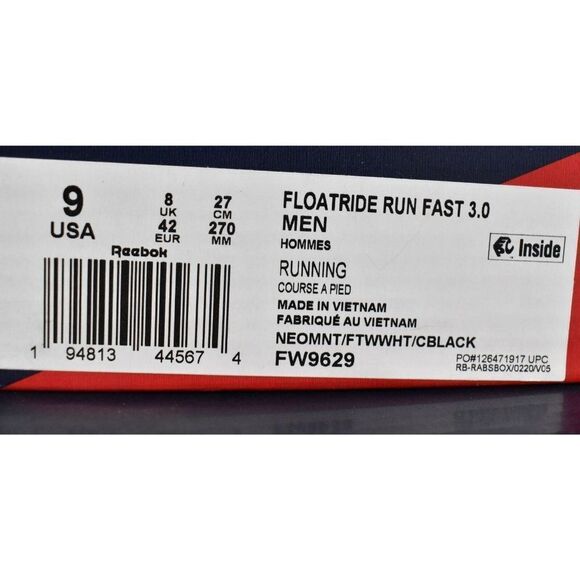 9
USA
8
UK
42
EUR
27
CM
270
MM
Reebok
1 94813 44567 4
FLOATRIDE RUN FAST 3.0
MEN
HOMMES
RUNNING
COURSE A PIED
MADE IN VIETNAM
FABRIQUÉ AU VIETNAM
NEOMNT/FTWWHT/CBLACK
FW9629
Inside
PO#126471917 UPC
RB-RABSBOX/0220/V05